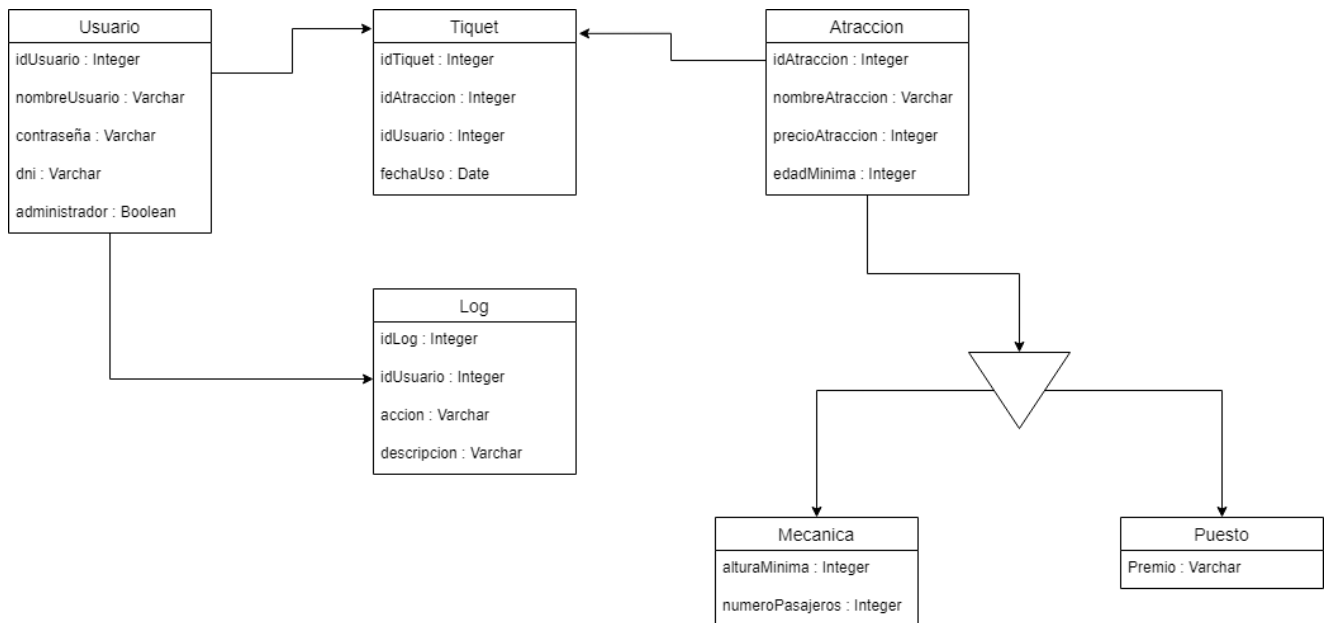 Usuario
idUsuario : Integer
nombreUsuario : Varchar
contraseña : Varchar
dni : Varchar
administrador : Boolean
Tiquet
idTiquet : Integer
idAtraccion : Integer
idUsuario : Integer
fechaUso : Date
Atraccion
idAtraccion : Integer
nombreAtraccion : Varchar
precioAtraccion : Integer
edadMinima : Integer
Log
idLog : Integer
idUsuario : Integer
accion : Varchar
descripcion : Varchar
Mecanica
alturaMinima : Integer
numeroPasajeros : Integer
Puesto
Premio : Varchar